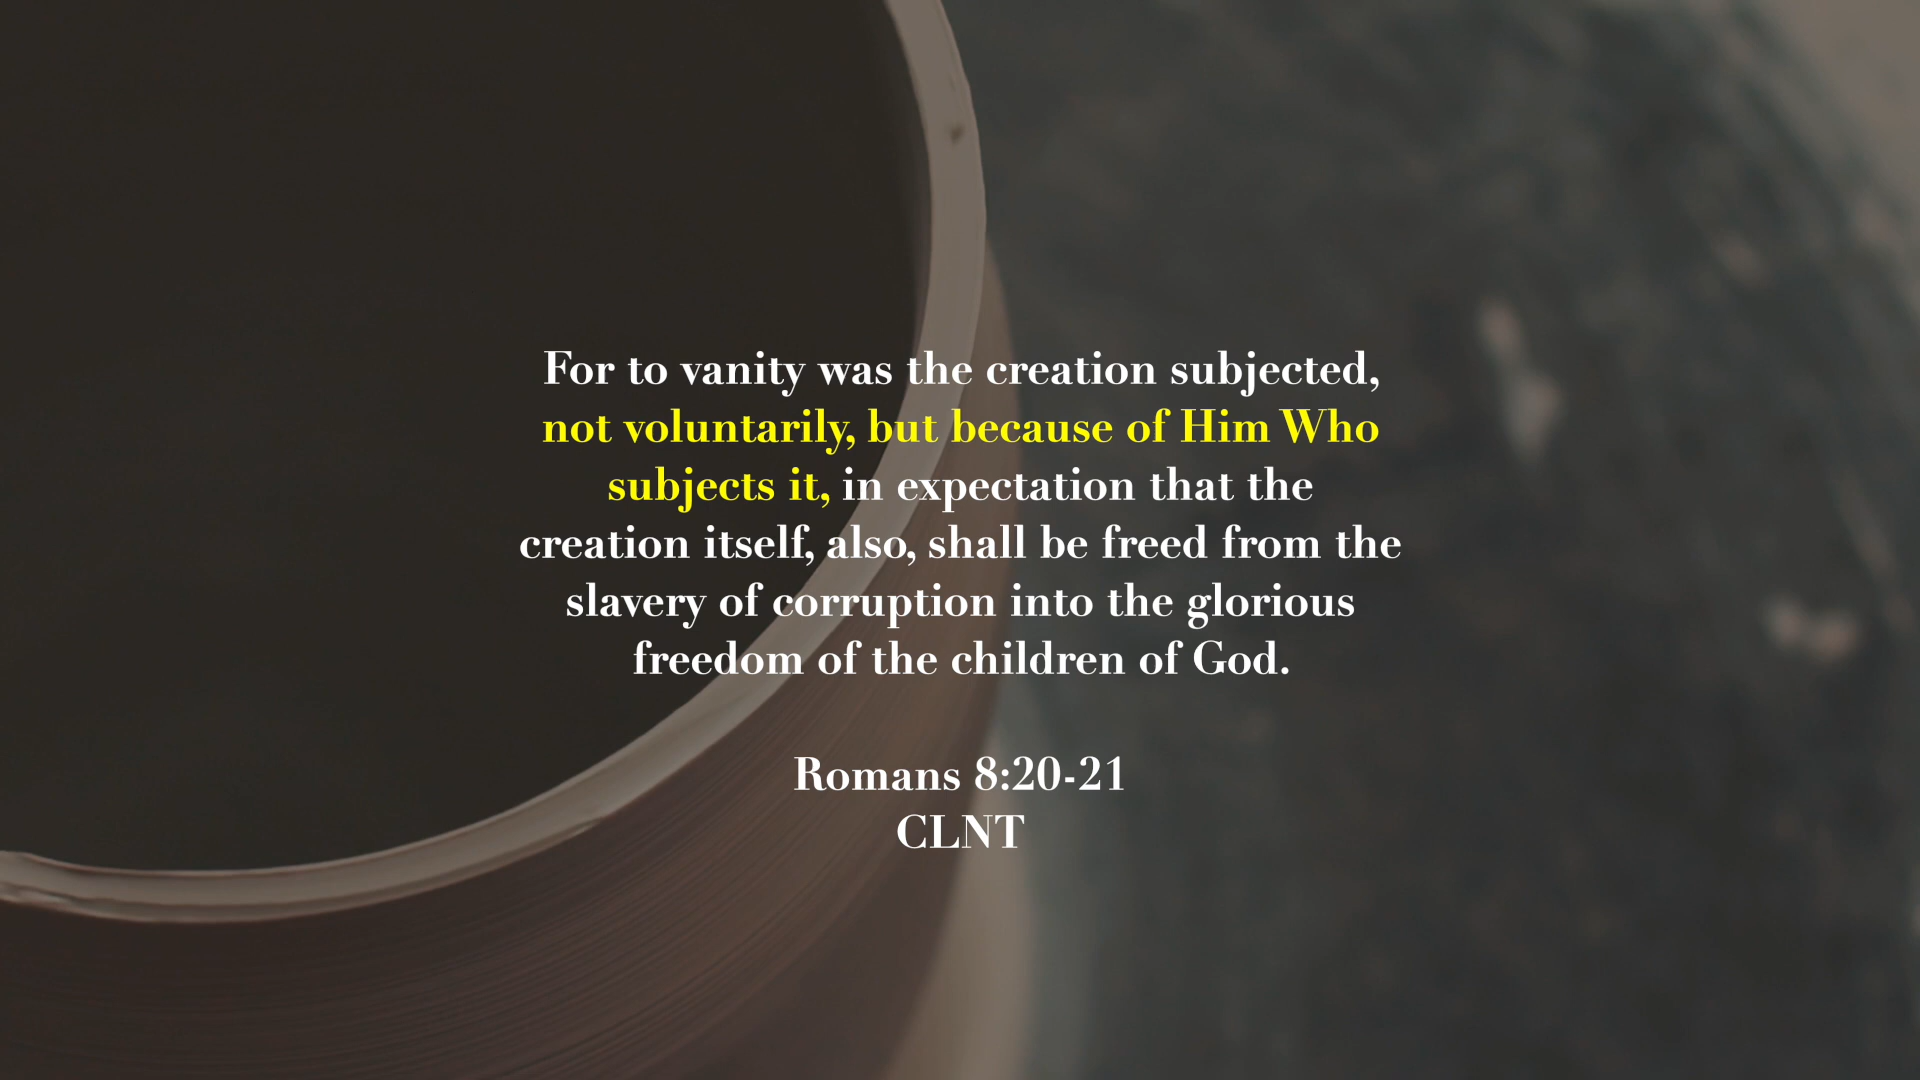 For to vanity was the creation subjected,
not voluntarily, but because of Him Who
subjects it, in expectation that the
creation itself, also, shall be freed from the
slavery of corruption into the glorious
freedom of the children of God.
Romans 8:20-21
CLNT